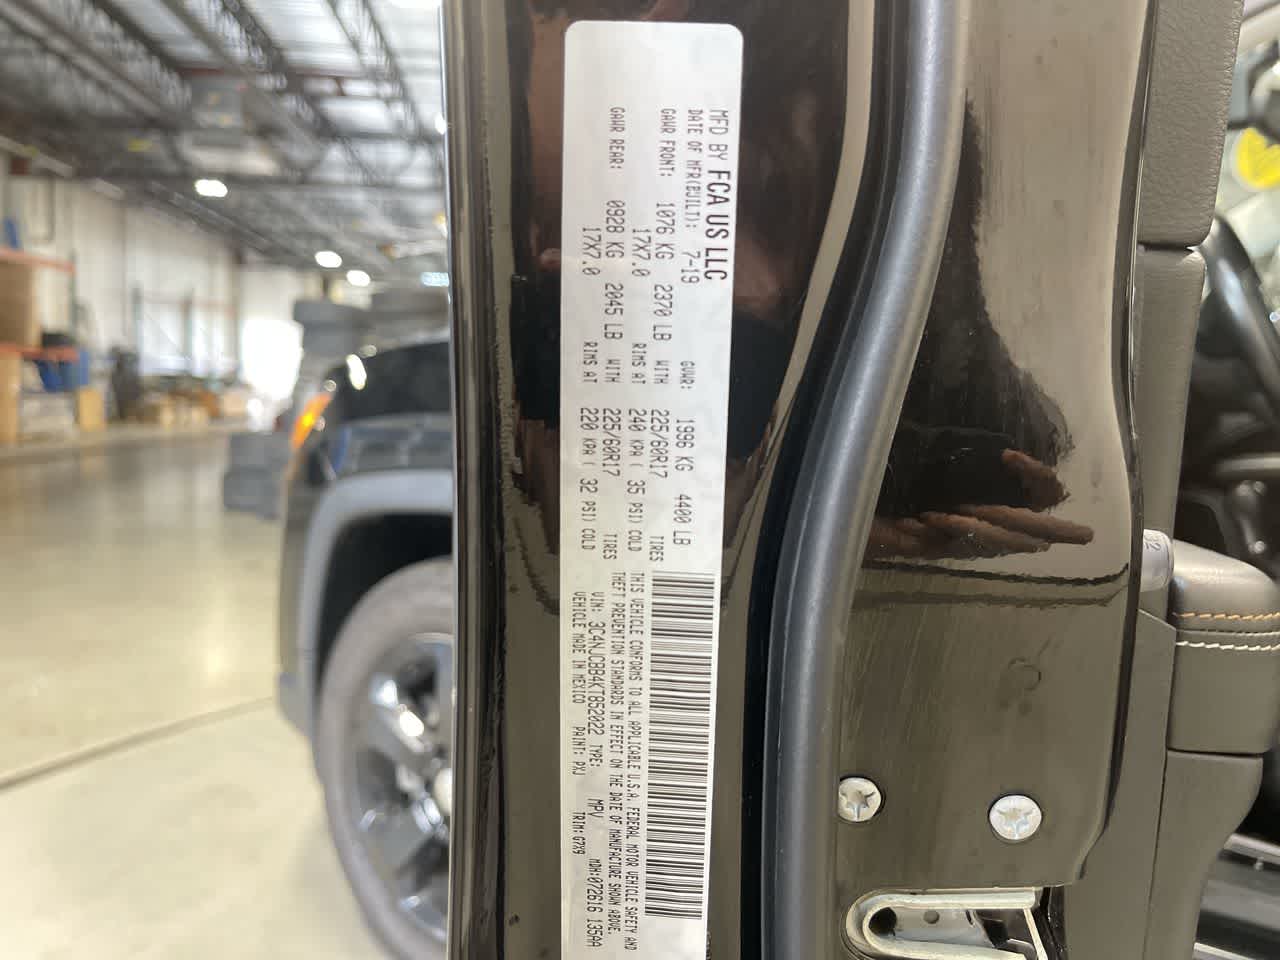 MFD BY FCA US LLC
DATE OF MFR(BUILT): 7-19 GVWR: 1996 KG 4400 LB
GAWR FRONT: 1076 KG 2370 LB WITH 225/60R17 TIRES
17X7.0 RIMS AT 240 KPA ( 35 PSI) COLD
GAWR REAR: 0928 KG 2045 LB WITH 225/60R17 TIRES
17X7.0 RIMS AT 220 KPA ( 32 PSI) COLD
THIS VEHICLE CONFORMS TO ALL APPLICABLE U.S.A. FEDERAL MOTOR VEHICLE SAFETY AND
THEFT PREVENTION STANDARDS IN EFFECT ON THE DATE OF MANUFACTURE SHOWN ABOVE.
VIN: 3C4NJCBB4KT852022 TYPE: MPV MDH:072616 135AA
VEHICLE MADE IN MEXICO PAINT: PXJ TRIM: G7X9